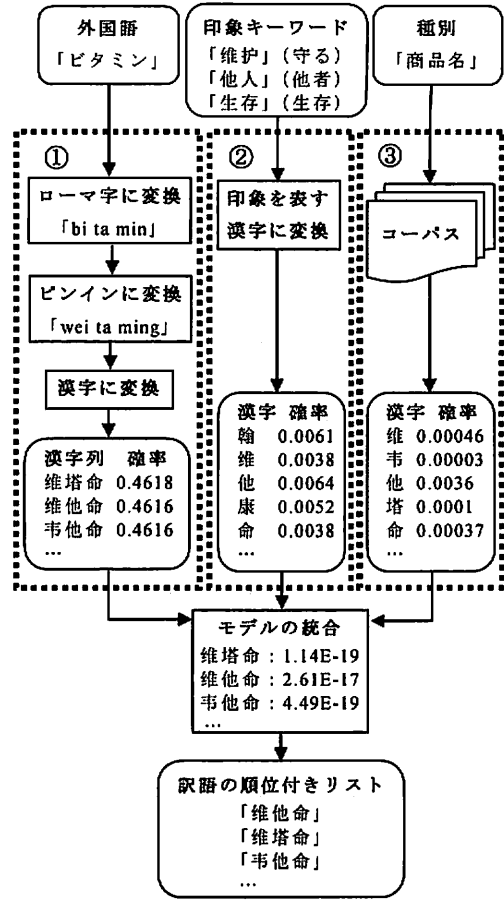 外国語
「ビタミン」
印象キーワード
「维护」(守る)
「他人」(他者)
「生存」(生存)
種別
「商品名」
①
ローマ字に変換
「bi ta min」
ピンインに変換
「wei ta ming」
漢字に変換
漢字列 確率
维塔命 0.4618
维他命 0.4616
韦他命 0.4616
…
②
印象を表す
漢字に変換
漢字 確率
翰 0.0061
维 0.0038
他 0.0064
康 0.0052
命 0.0038
…
③
コーパス
漢字 確率
维 0.00046
韦 0.00003
他 0.0036
塔 0.0001
命 0.00037
…
モデルの統合
维塔命：1.14E-19
维他命：2.61E-17
韦他命：4.49E-19
…
訳語の順位付きリスト
「维他命」
「维塔命」
「韦他命」
…